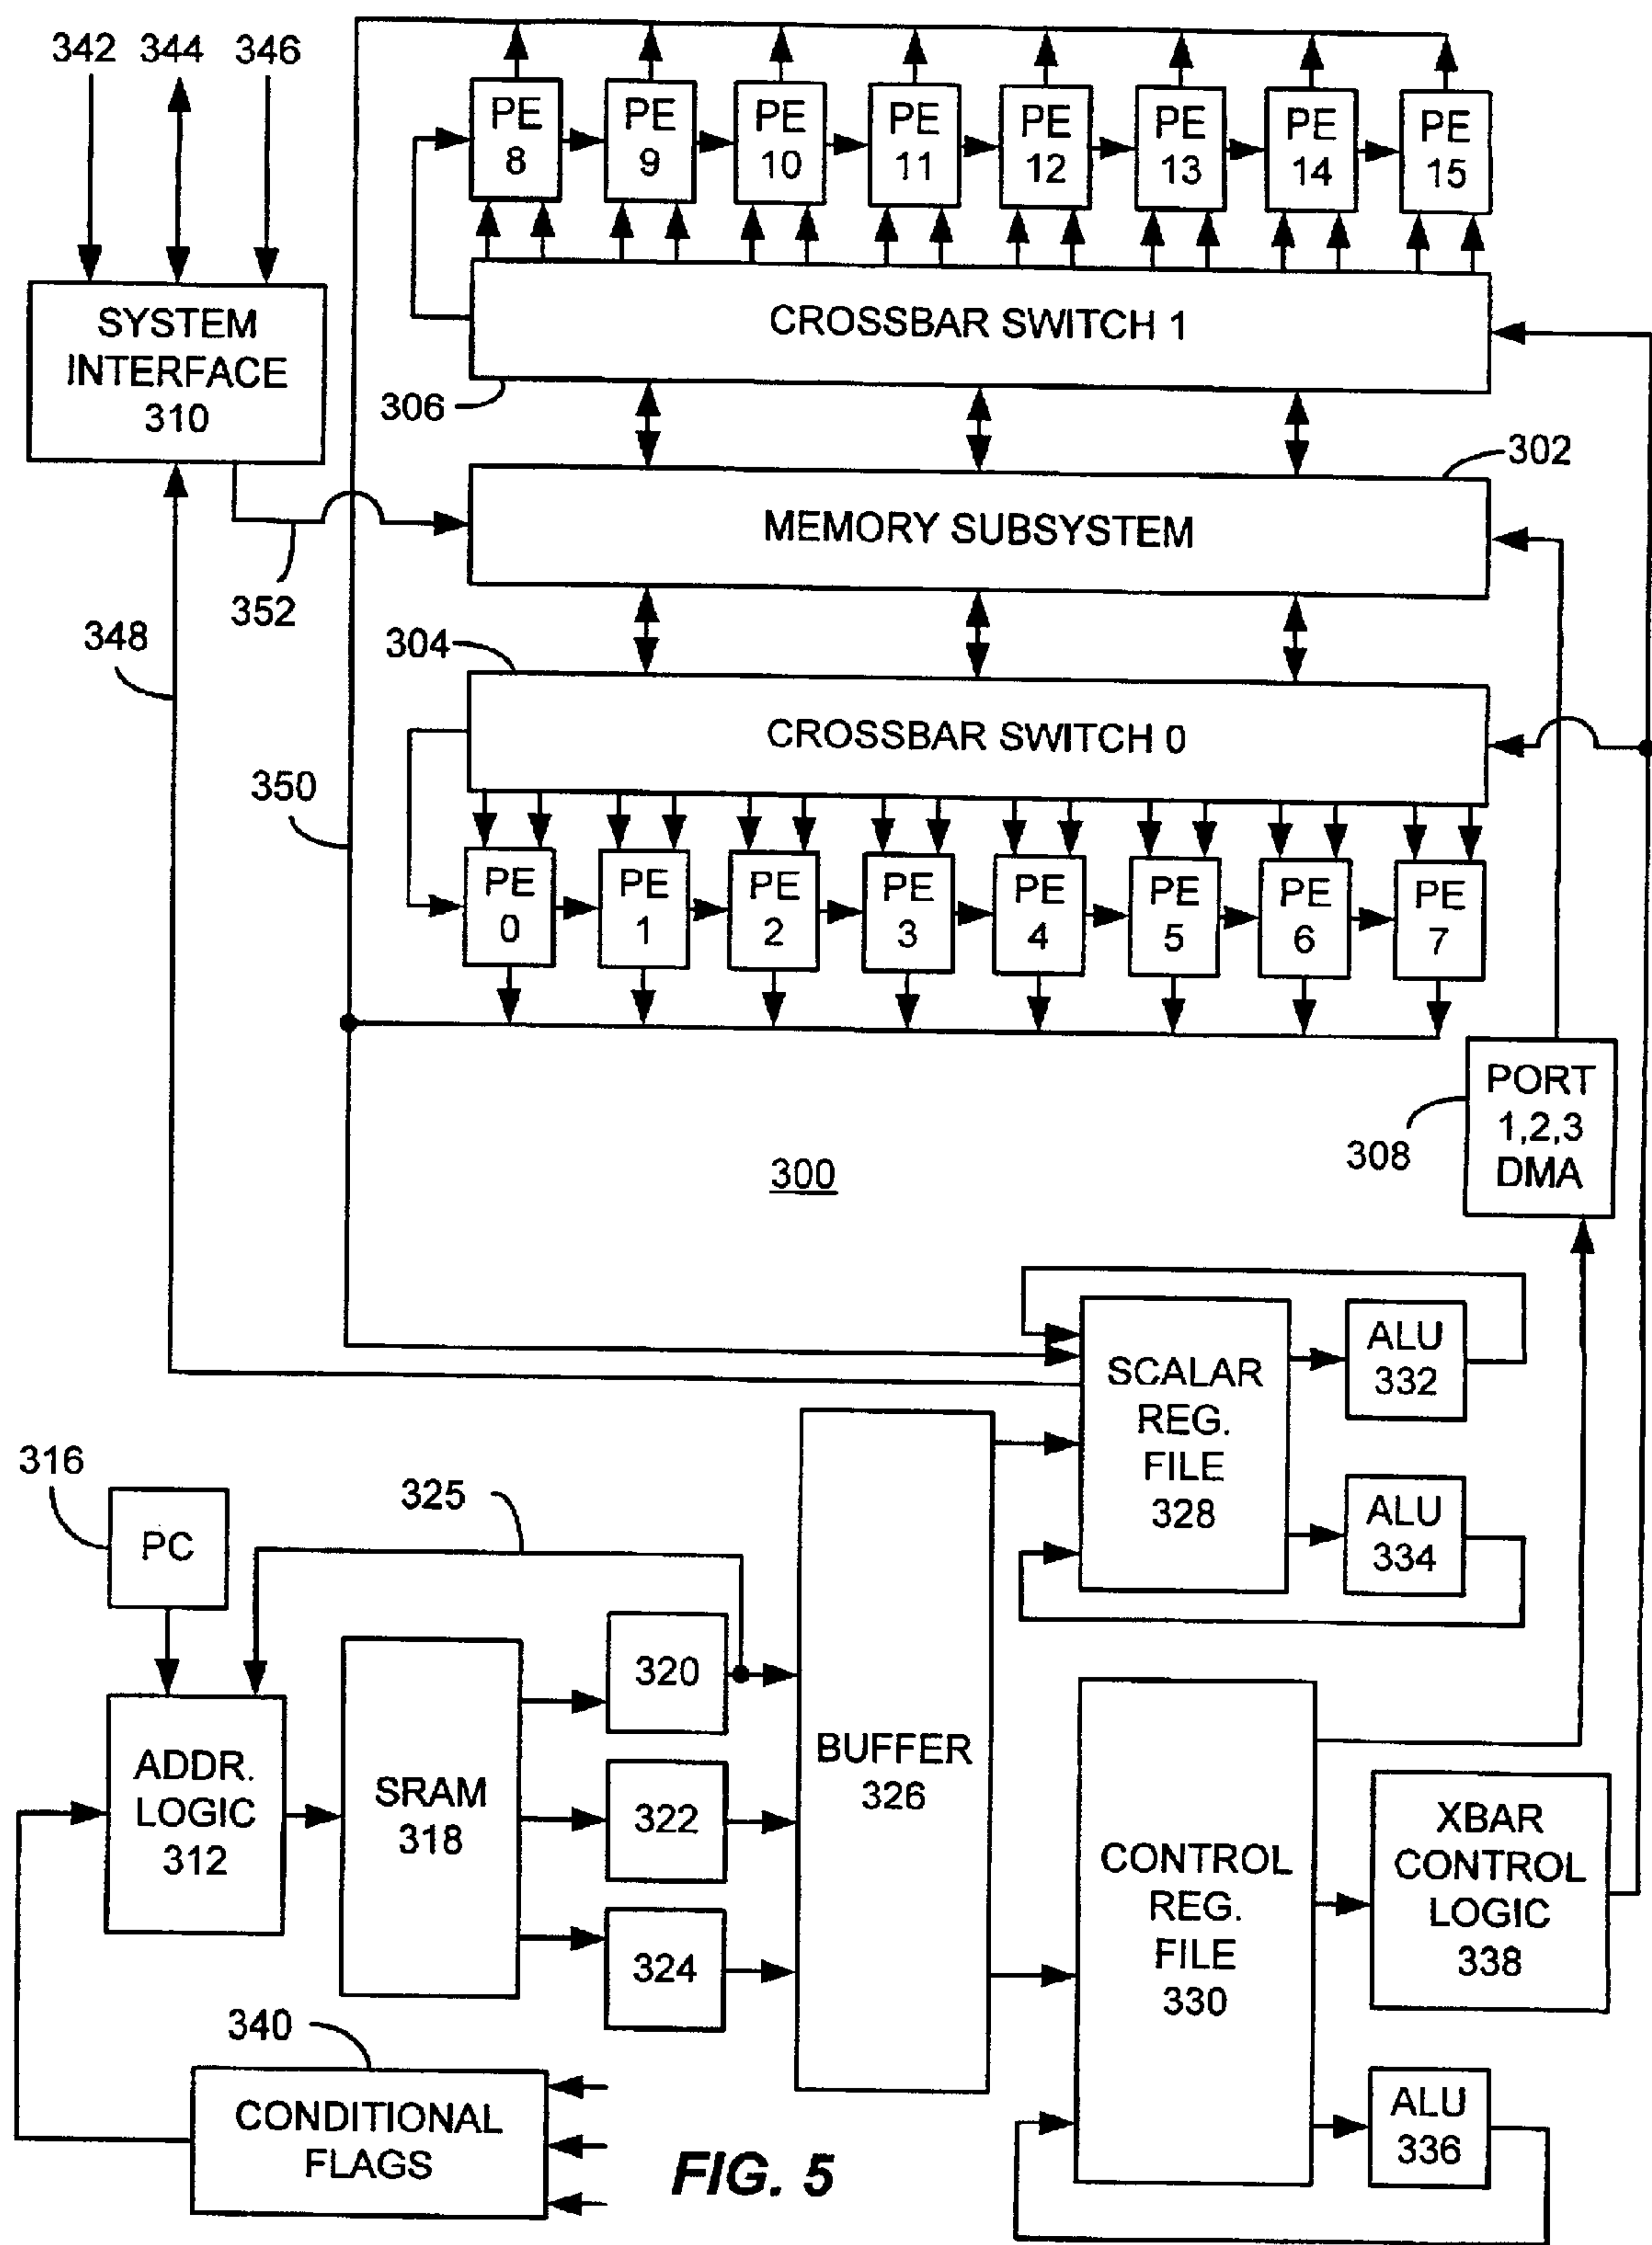 342 344 346
PE 8
PE 9
PE 10
PE 11
PE 12
PE 13
PE 14
PE 15
SYSTEM
INTERFACE
310
CROSSBAR SWITCH 1
306
302
MEMORY SUBSYSTEM
352
348
304
CROSSBAR SWITCH 0
350
PE 0
PE 1
PE 2
PE 3
PE 4
PE 5
PE 6
PE 7
PORT
1,2,3
DMA
308
300
SCALAR
REG.
FILE
328
ALU
332
ALU
334
316
PC
325
ADDR.
LOGIC
312
SRAM
318
320
322
324
BUFFER
326
CONTROL
REG.
FILE
330
XBAR
CONTROL
LOGIC
338
ALU
336
340
CONDITIONAL
FLAGS
FIG. 5